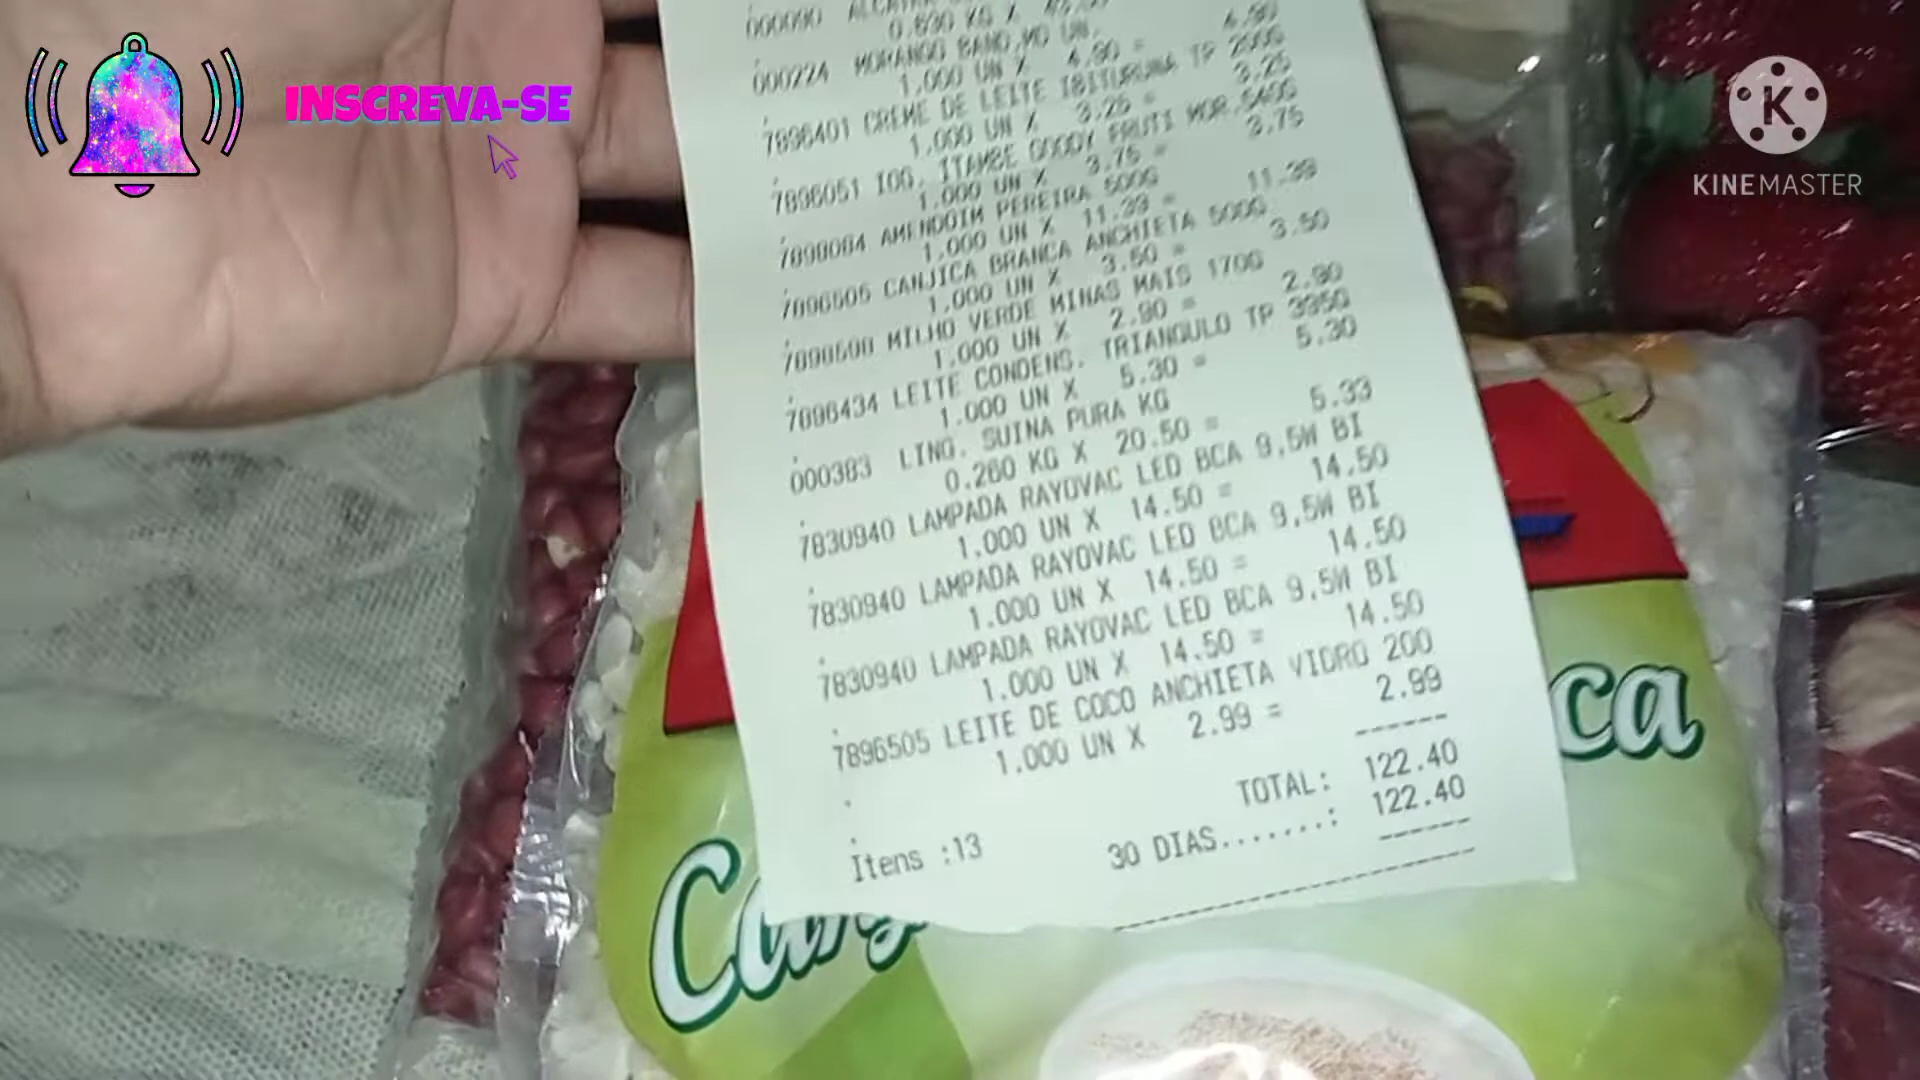 INSCREVA-SE
K
KINEMASTER
000090
0.630 KG X
4.90
000224 MORANGO BAND.MD UN.
1.000 UN X 4.90 =
7896401 CREME DE LEITE IBITURUNA TP 200G
1.000 UN X 3.25 = 3.25
7896051 IOG. ITAMBE GOODY FRUTI MOR.540G
1.000 UN X 3.75 = 3.75
7898084 AMENDOIM PEREIRA 500G
1.000 UN X 11.39 = 11.39
7896505 CANJICA BRANCA ANCHIETA 500G
1.000 UN X 3.50 = 3.50
7898598 MILHO VERDE MINAS MAIS 170G
1.000 UN X 2.90 = 2.90
7896434 LEITE CONDENS. TRIANGULO TP 395G
1.000 UN X 5.30 = 5.30
000383 LING. SUINA PURA KG
0.260 KG X 20.50 = 5.33
7830940 LAMPADA RAYOVAC LED BCA 9,5W BI
1.000 UN X 14.50 = 14.50
7830940 LAMPADA RAYOVAC LED BCA 9,5W BI
1.000 UN X 14.50 = 14.50
7830940 LAMPADA RAYOVAC LED BCA 9,5W BI
1.000 UN X 14.50 = 14.50
7896505 LEITE DE COCO ANCHIETA VIDRO 200
1.000 UN X 2.99 = 2.99
------
TOTAL: 122.40
Itens :13 30 DIAS.......: 122.40
------
ca